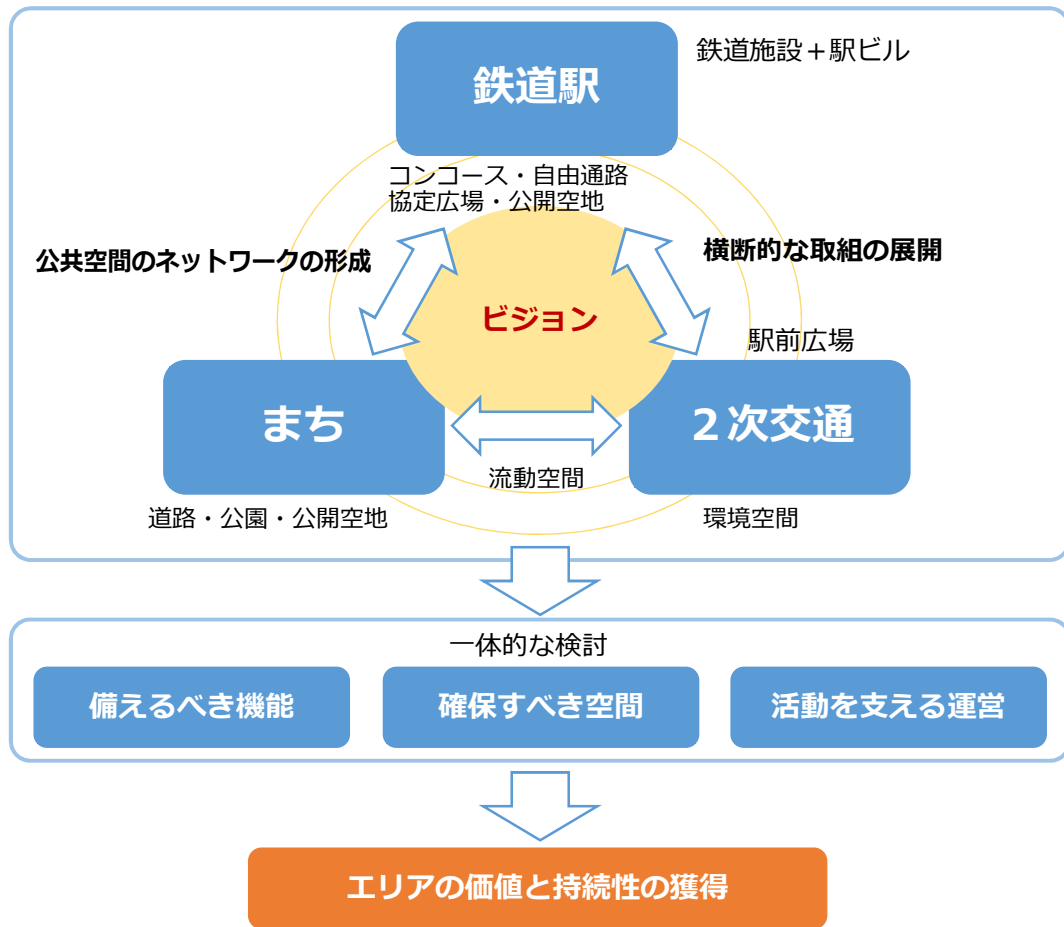 鉄道施設＋駅ビル
鉄道駅
コンコース・自由通路
協定広場・公開空地
公共空間のネットワークの形成
横断的な取組の展開
ビジョン
駅前広場
まち
２次交通
流動空間
道路・公園・公開空地
環境空間
一体的な検討
備えるべき機能
確保すべき空間
活動を支える運営
エリアの価値と持続性の獲得